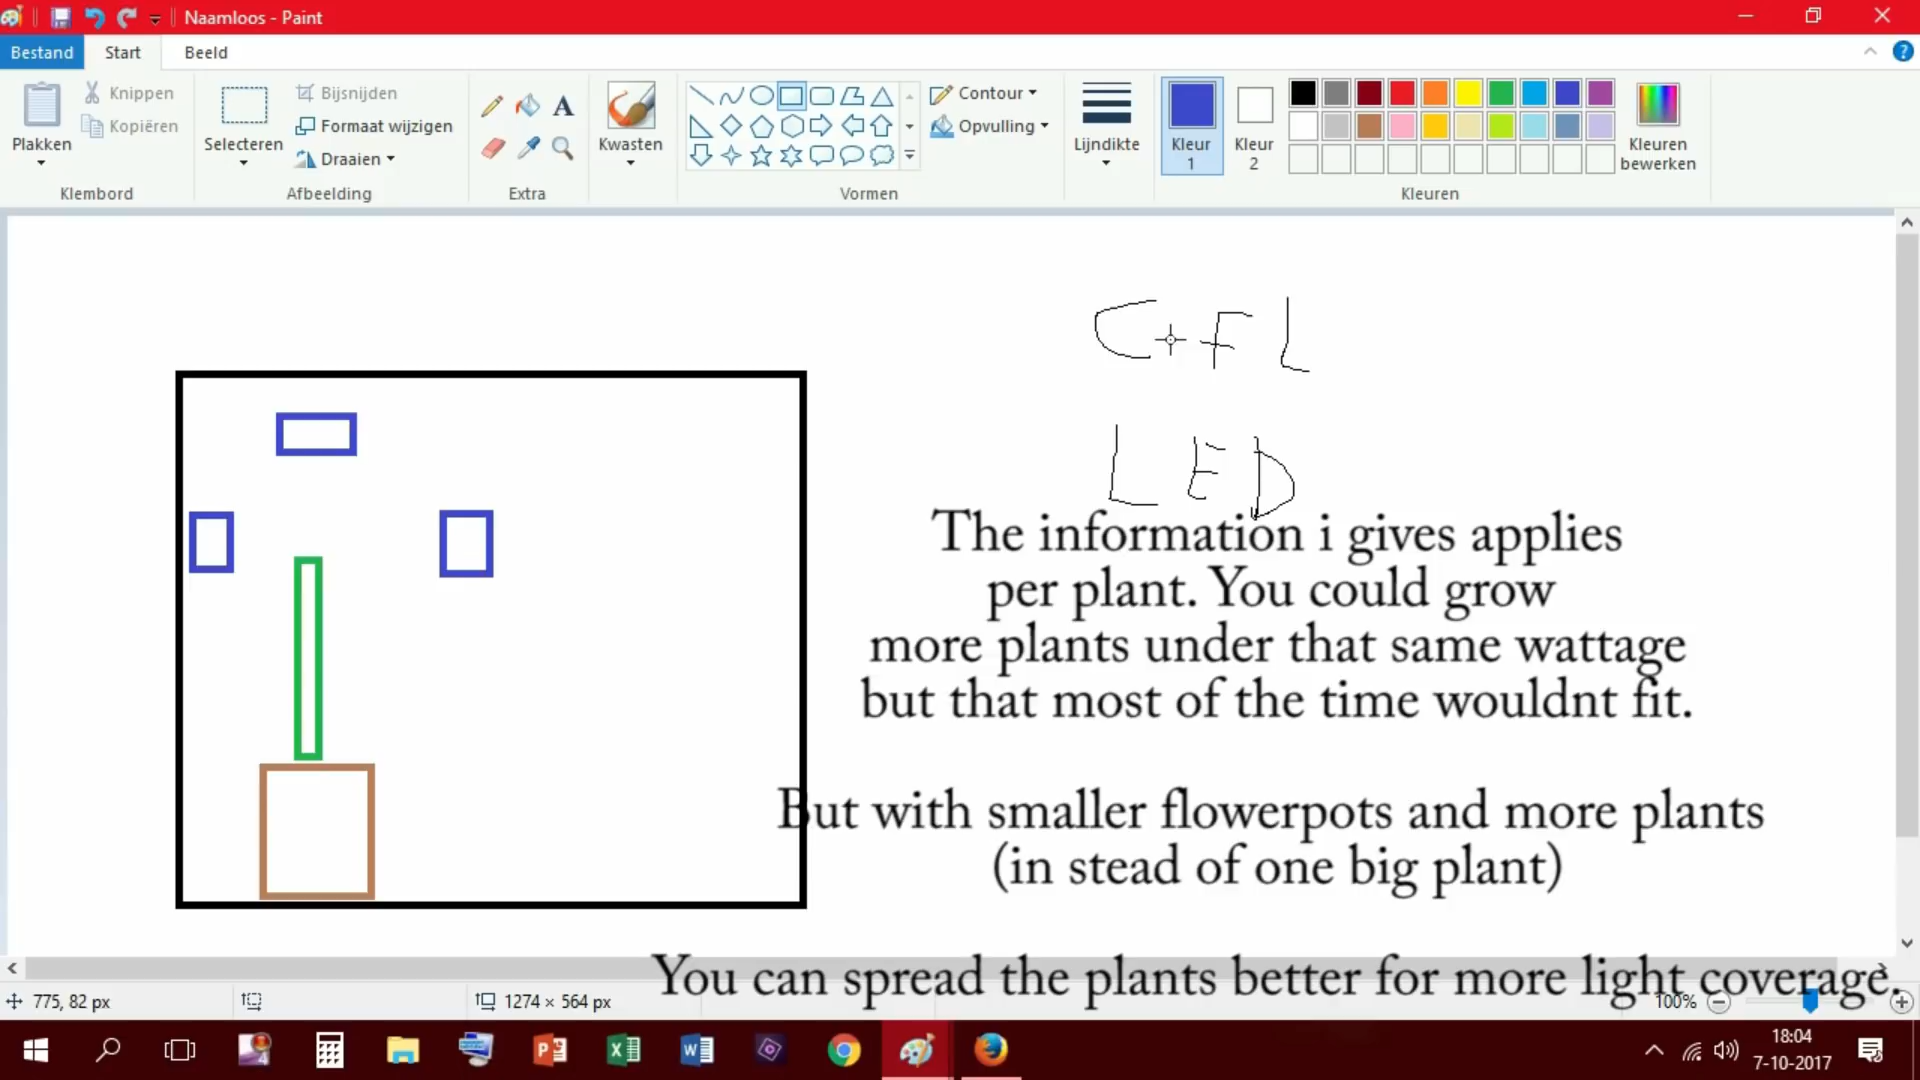 Naamloos - Paint
Bestand Start Beeld
Plakken
Knippen
Kopiëren
Klembord
Selecteren
Bijsnijden
Formaat wijzigen
Draaien
Afbeelding
A
Extra
Kwasten
Vormen
Contour
Opvulling
Lijndikte
Kleur 1
Kleur 2
Kleuren
Kleuren bewerken
CFL
LED
The information i gives applies
per plant. You could grow
more plants under that same wattage
but that most of the time wouldnt fit.
But with smaller flowerpots and more plants
(in stead of one big plant)
You can spread the plants better for more light coverage.
775, 82 px
1274 × 564 px
100%
18:04
7-10-2017